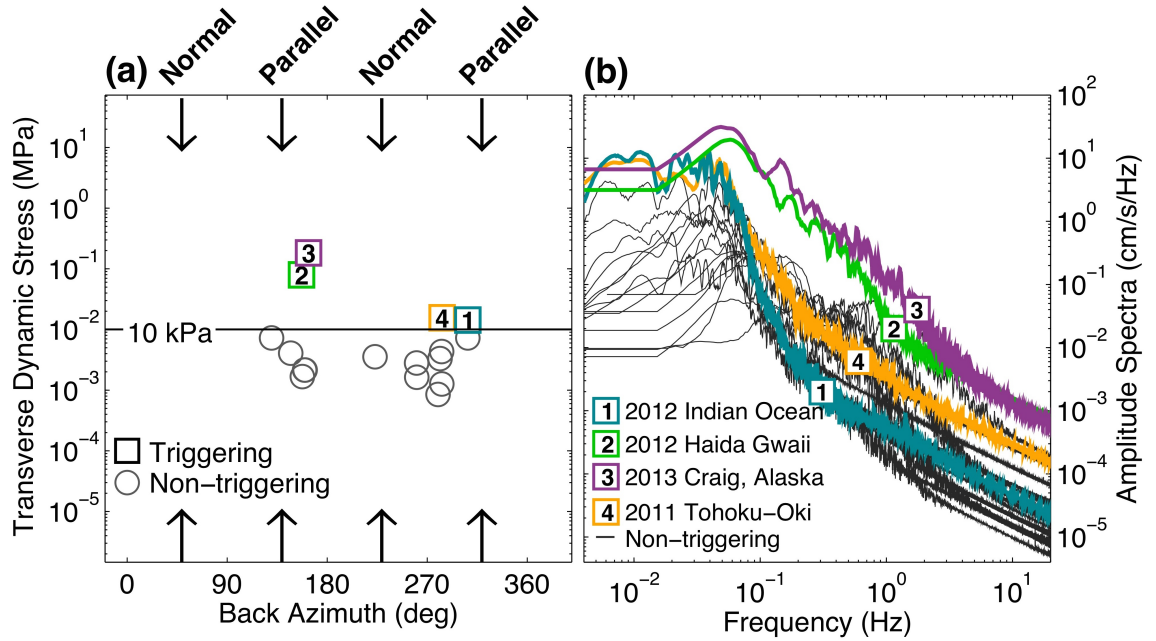 Normal
Parallel
Normal
Parallel
(a)
(b)
Transverse Dynamic Stress (MPa)
10¹
10⁰
10⁻¹
10⁻²
10⁻³
10⁻⁴
10⁻⁵
3
2
4 1
10 kPa
Triggering
Non−triggering
0 90 180 270 360
Back Azimuth (deg)
10²
10¹
10⁰
10⁻¹
10⁻²
10⁻³
10⁻⁴
10⁻⁵
Amplitude Spectra (cm/s/Hz)
3
2
4
1
1 2012 Indian Ocean
2 2012 Haida Gwaii
3 2013 Craig, Alaska
4 2011 Tohoku−Oki
Non−triggering
10⁻² 10⁻¹ 10⁰ 10¹
Frequency (Hz)